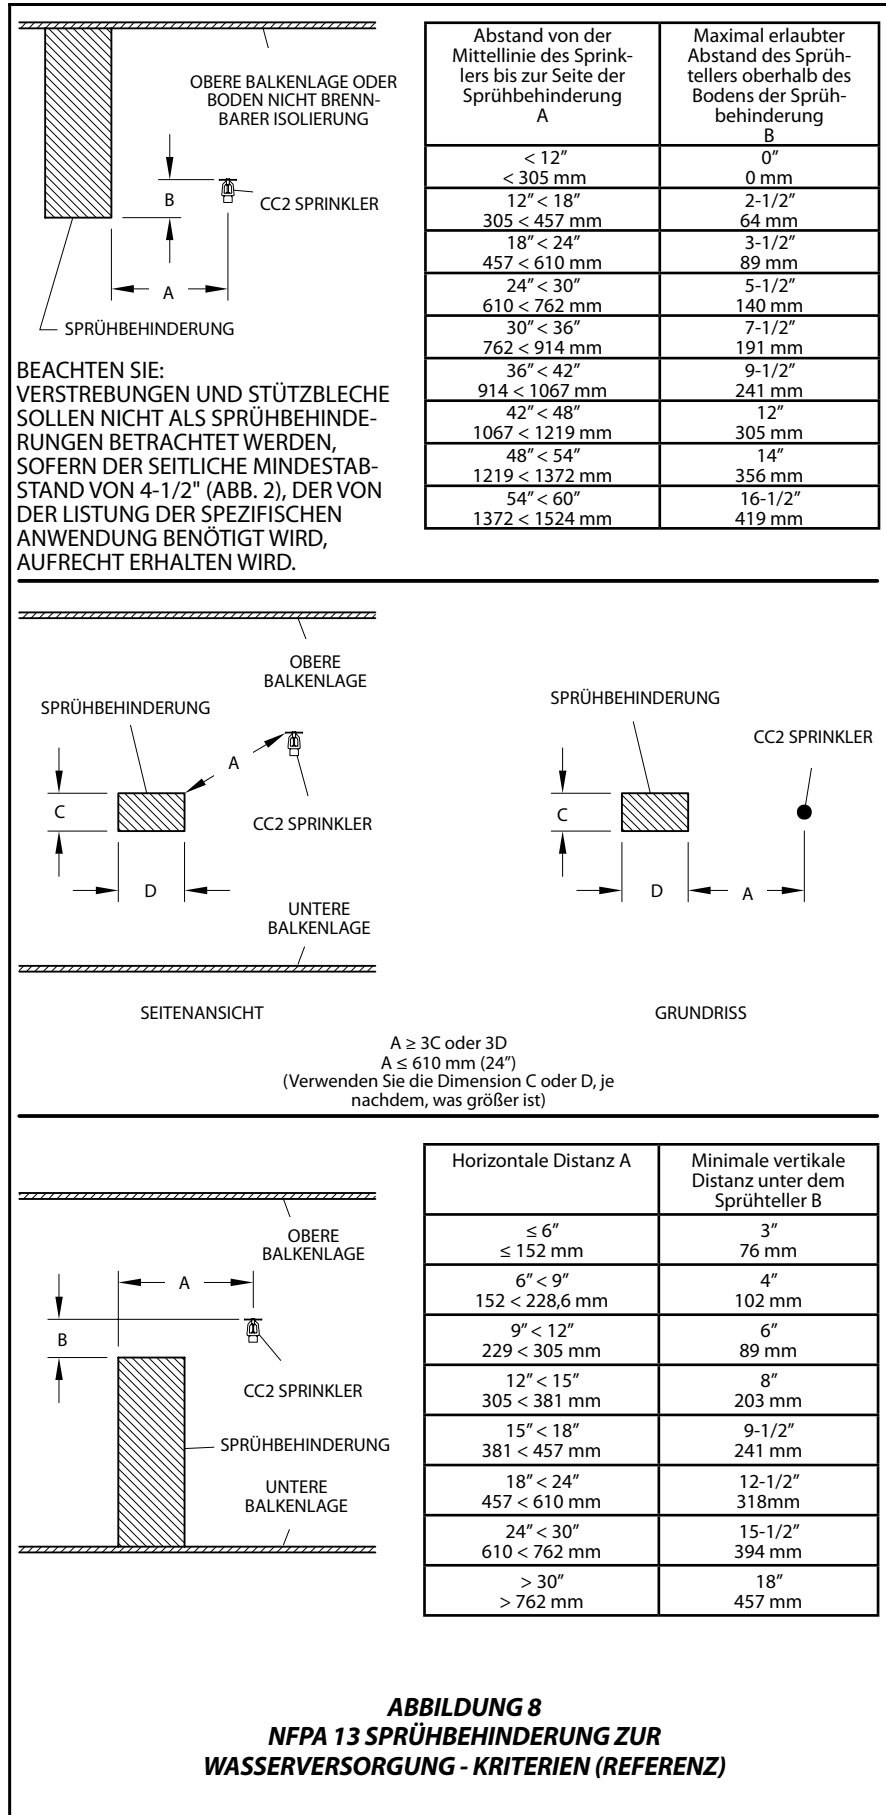 OBERE BALKENLAGE ODER
BODEN NICHT BRENN-
BARER ISOLIERUNG
B
CC2 SPRINKLER
A
SPRÜHBEHINDERUNG
BEACHTEN SIE:
VERSTREBUNGEN UND STÜTZBLECHE
SOLLEN NICHT ALS SPRÜHBEHINDE-
RUNGEN BETRACHTET WERDEN,
SOFERN DER SEITLICHE MINDESTAB-
STAND VON 4-1/2" (ABB. 2), DER VON
DER LISTUNG DER SPEZIFISCHEN
ANWENDUNG BENÖTIGT WIRD,
AUFRECHT ERHALTEN WIRD.
Abstand von der
Mittellinie des Sprink-
lers bis zur Seite der
Sprühbehinderung
A
Maximal erlaubter
Abstand des Sprüh-
tellers oberhalb des
Bodens der Sprüh-
behinderung
B
< 12″
< 305 mm
0″
0 mm
12″ < 18″
305 < 457 mm
2-1/2″
64 mm
18″ < 24″
457 < 610 mm
3-1/2″
89 mm
24″ < 30″
610 < 762 mm
5-1/2″
140 mm
30″ < 36″
762 < 914 mm
7-1/2″
191 mm
36″ < 42″
914 < 1067 mm
9-1/2″
241 mm
42″ < 48″
1067 < 1219 mm
12″
305 mm
48″ < 54″
1219 < 1372 mm
14″
356 mm
54″ < 60″
1372 < 1524 mm
16-1/2″
419 mm
OBERE
BALKENLAGE
SPRÜHBEHINDERUNG
A
C
CC2 SPRINKLER
D
UNTERE
BALKENLAGE
SEITENANSICHT
SPRÜHBEHINDERUNG
CC2 SPRINKLER
C
D
A
GRUNDRISS
A ≥ 3C oder 3D
A ≤ 610 mm (24″)
(Verwenden Sie die Dimension C oder D, je
nachdem, was größer ist)
OBERE
BALKENLAGE
A
B
CC2 SPRINKLER
SPRÜHBEHINDERUNG
UNTERE
BALKENLAGE
Horizontale Distanz A
Minimale vertikale
Distanz unter dem
Sprühteller B
≤ 6″
≤ 152 mm
3″
76 mm
6″ < 9″
152 < 228,6 mm
4″
102 mm
9″ < 12″
229 < 305 mm
6″
89 mm
12″ < 15″
305 < 381 mm
8″
203 mm
15″ < 18″
381 < 457 mm
9-1/2″
241 mm
18″ < 24″
457 < 610 mm
12-1/2″
318mm
24″ < 30″
610 < 762 mm
15-1/2″
394 mm
> 30″
> 762 mm
18″
457 mm
ABBILDUNG 8
NFPA 13 SPRÜHBEHINDERUNG ZUR
WASSERVERSORGUNG - KRITERIEN (REFERENZ)